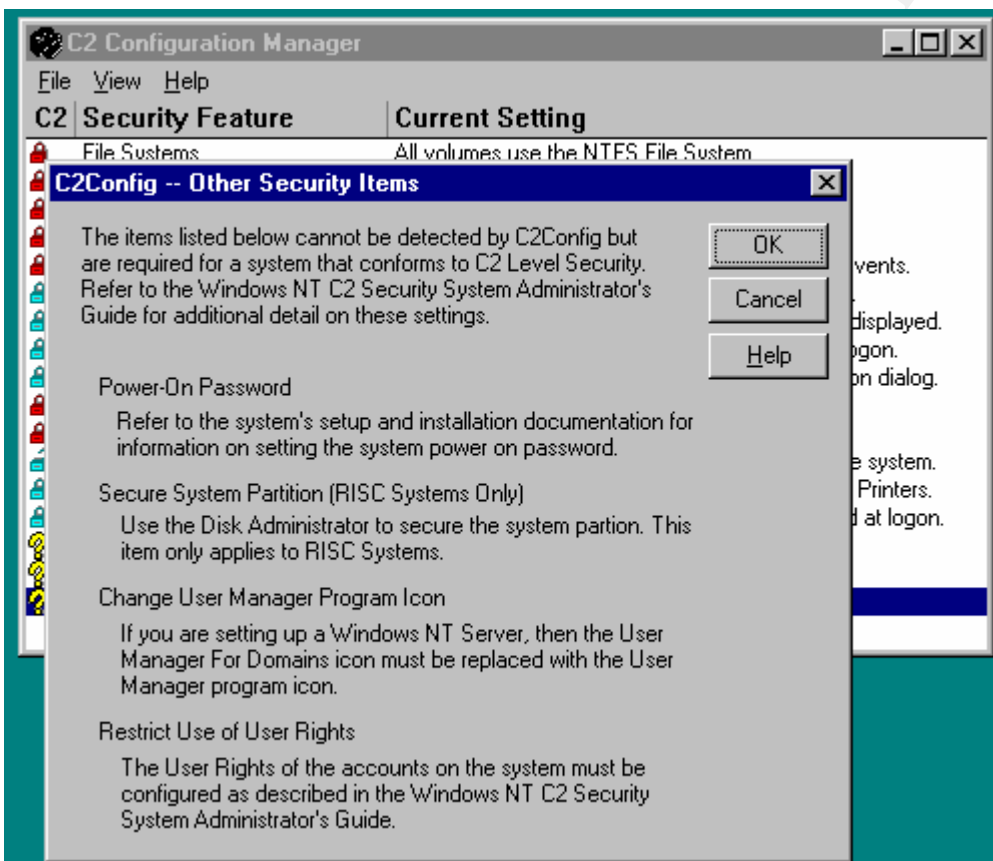 C2 Configuration Manager
File View Help
C2 Security Feature Current Setting
File Systems All volumes use the NTFS File System
C2Config -- Other Security Items
The items listed below cannot be detected by C2Config but
are required for a system that conforms to C2 Level Security.
Refer to the Windows NT C2 Security System Administrator's
Guide for additional detail on these settings.
OK
Cancel
Help
vents.
displayed.
ogon.
on dialog.
e system.
Printers.
d at logon.
Power-On Password
Refer to the system's setup and installation documentation for
information on setting the system power on password.
Secure System Partition (RISC Systems Only)
Use the Disk Administrator to secure the system partion. This
item only applies to RISC Systems.
Change User Manager Program Icon
If you are setting up a Windows NT Server, then the User
Manager For Domains icon must be replaced with the User
Manager program icon.
Restrict Use of User Rights
The User Rights of the accounts on the system must be
configured as described in the Windows NT C2 Security
System Administrator's Guide.